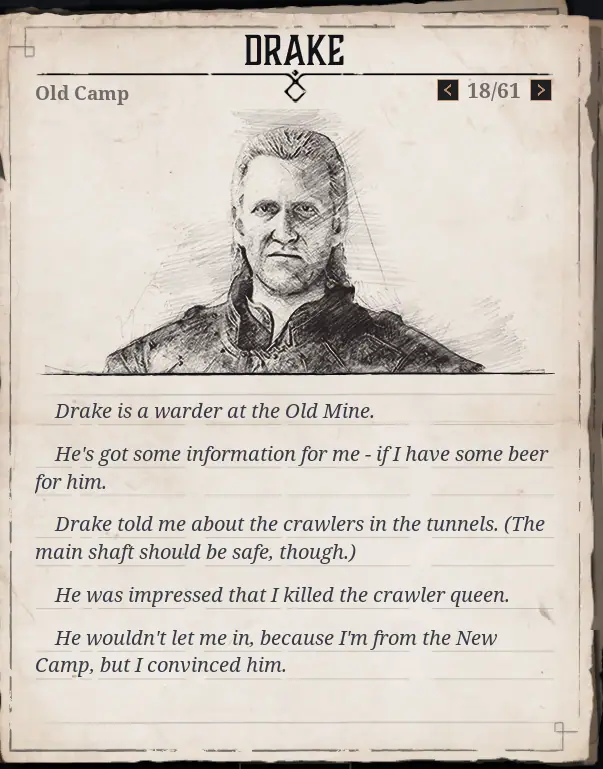 DRAKE
Old Camp
< 18/61 >
Drake is a warder at the Old Mine.
He's got some information for me - if I have some beer
for him.
Drake told me about the crawlers in the tunnels. (The
main shaft should be safe, though.)
He was impressed that I killed the crawler queen.
He wouldn't let me in, because I'm from the New
Camp, but I convinced him.